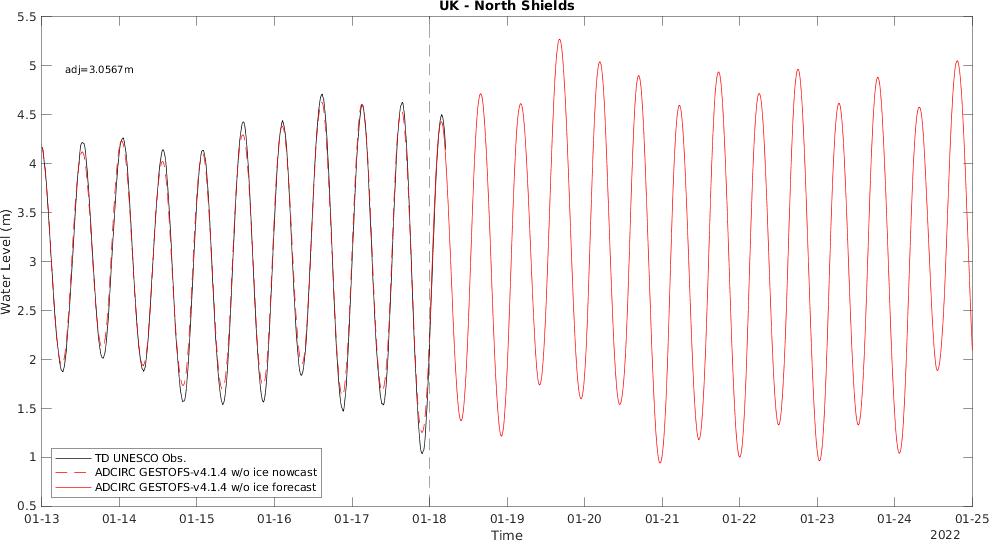 UK - North Shields
5.5
5
4.5
4
3.5
3
2.5
2
1.5
1
0.5
Water Level (m)
adj=3.0567m
TD UNESCO Obs.
ADCIRC GESTOFS-v4.1.4 w/o ice nowcast
ADCIRC GESTOFS-v4.1.4 w/o ice forecast
01-13 01-14 01-15 01-16 01-17 01-18 01-19 01-20 01-21 01-22 01-23 01-24 01-25
Time
2022